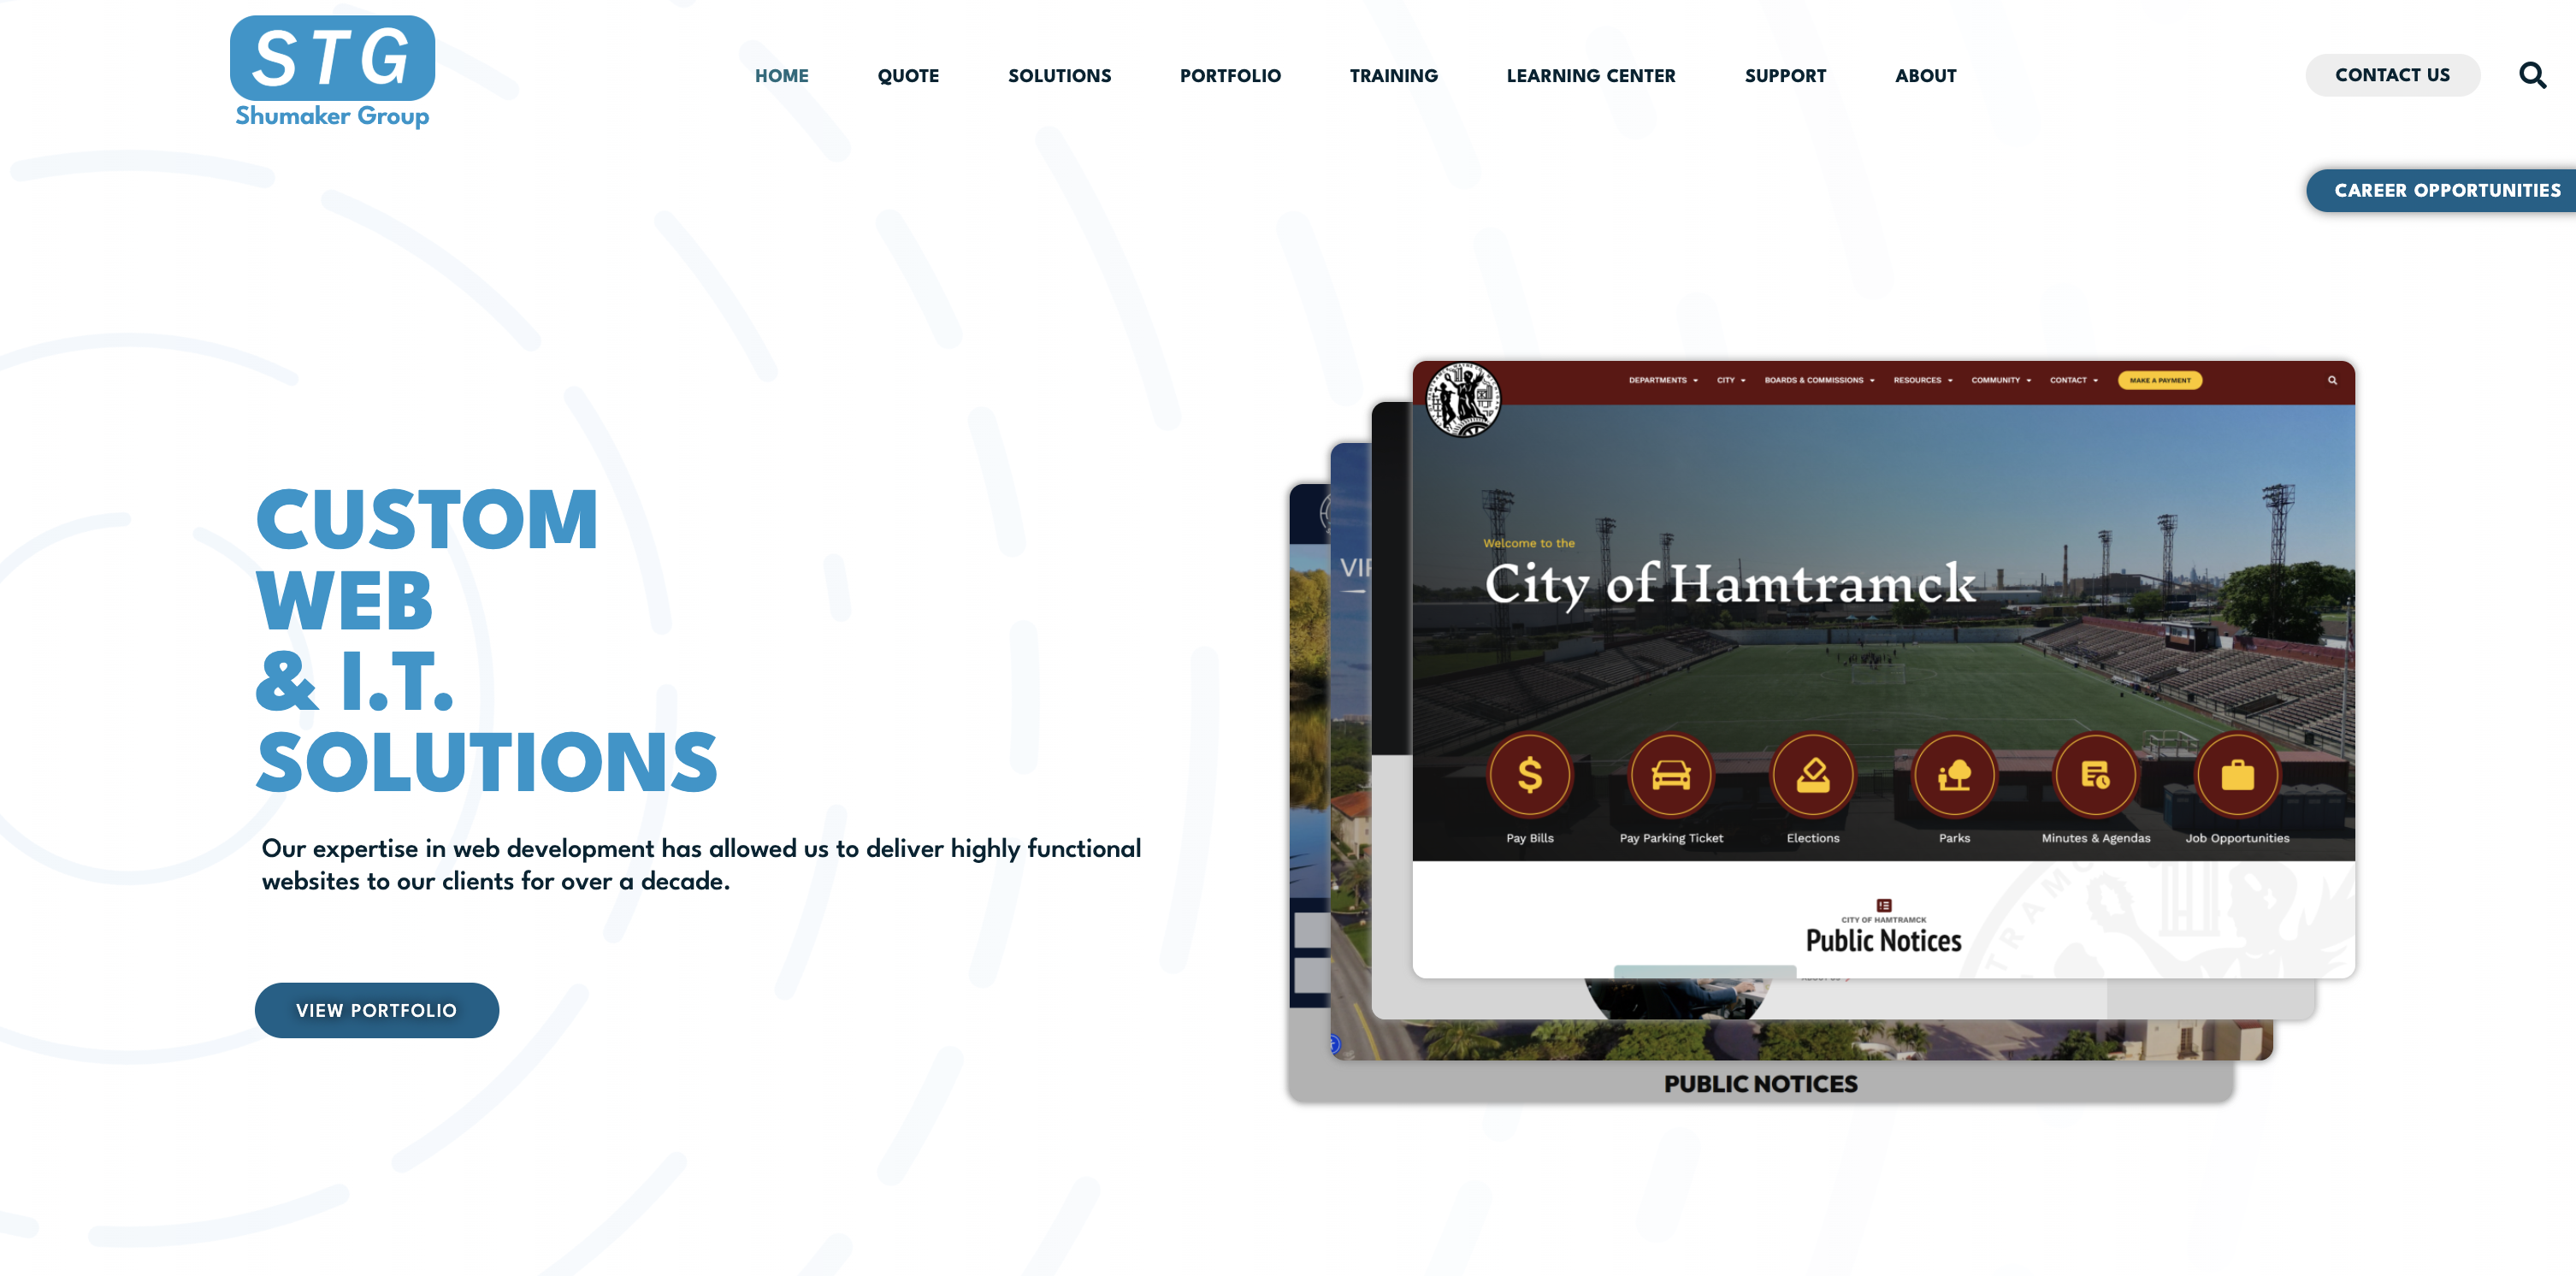 STG
Shumaker Group
HOME QUOTE SOLUTIONS PORTFOLIO TRAINING LEARNING CENTER SUPPORT ABOUT
CONTACT US
CAREER OPPORTUNITIES
CUSTOM
WEB
& I.T.
SOLUTIONS
Our expertise in web development has allowed us to deliver highly functional
websites to our clients for over a decade.
VIEW PORTFOLIO
DEPARTMENTS CITY BOARDS & COMMISSIONS RESOURCES COMMUNITY CONTACT MAKE A PAYMENT
Welcome to the
City of Hamtramck
Pay Bills Pay Parking Ticket Elections Parks Minutes & Agendas Job Opportunities
CITY OF HAMTRAMCK
Public Notices
PUBLIC NOTICES